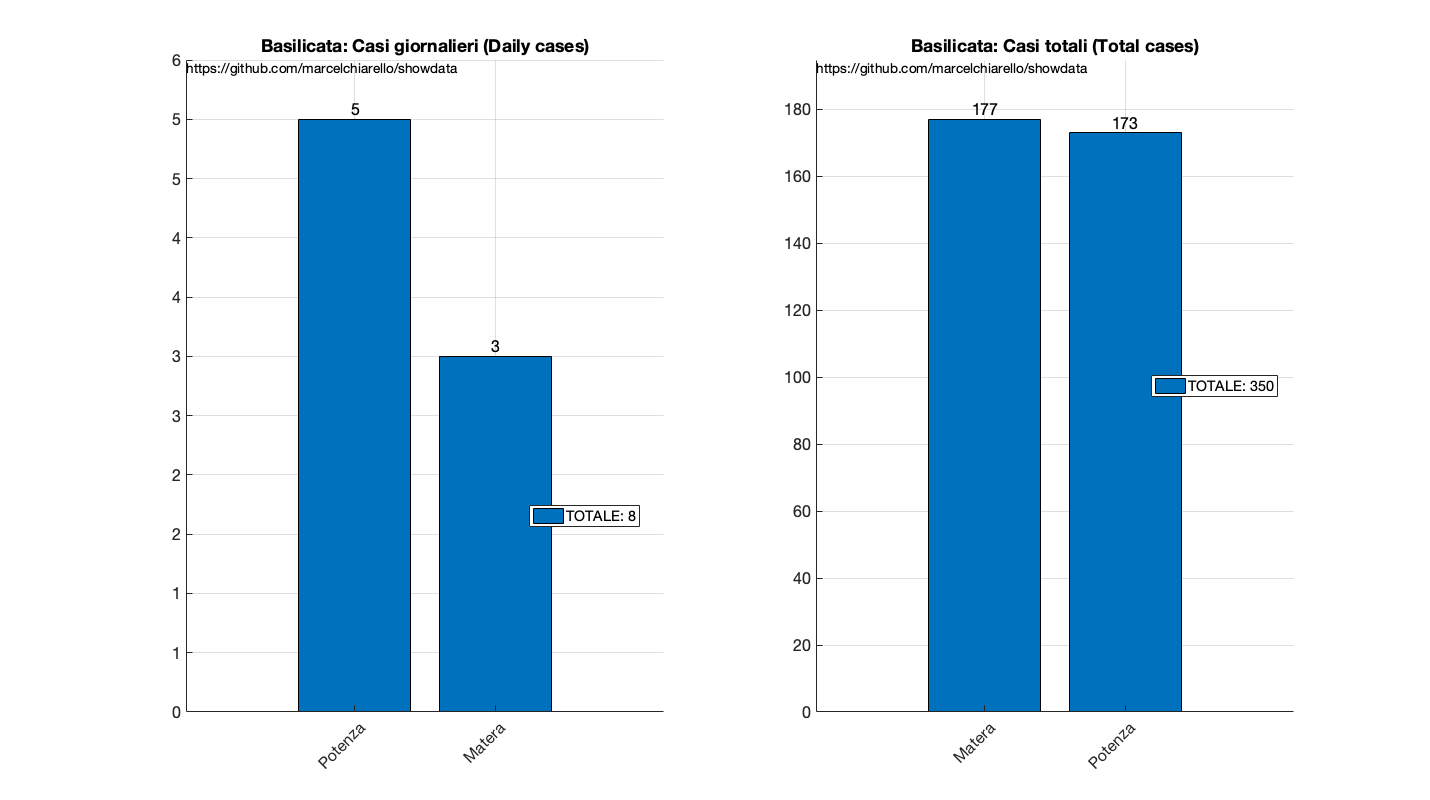 Basilicata: Casi giornalieri (Daily cases)
https://github.com/marcelchiarello/showdata
6
5
5
4
4
3
3
2
2
1
1
0
5
3
TOTALE: 8
Potenza
Matera
Basilicata: Casi totali (Total cases)
https://github.com/marcelchiarello/showdata
180
160
140
120
100
80
60
40
20
0
177
173
TOTALE: 350
Matera
Potenza